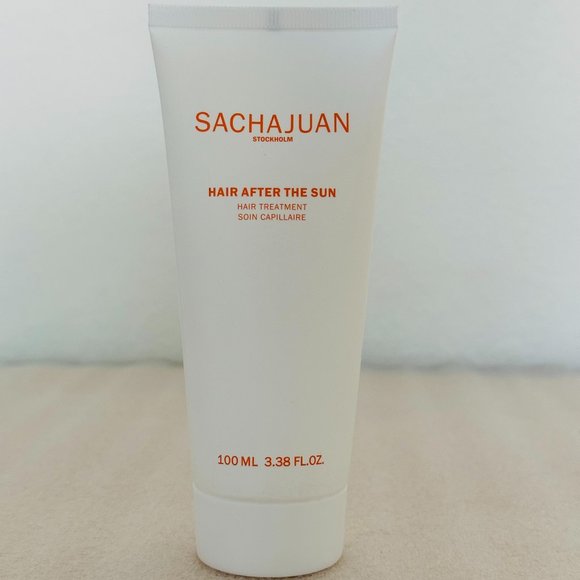 SACHAJUAN
STOCKHOLM
HAIR AFTER THE SUN
HAIR TREATMENT
SOIN CAPILLAIRE
100 ML 3.38 FL.OZ.